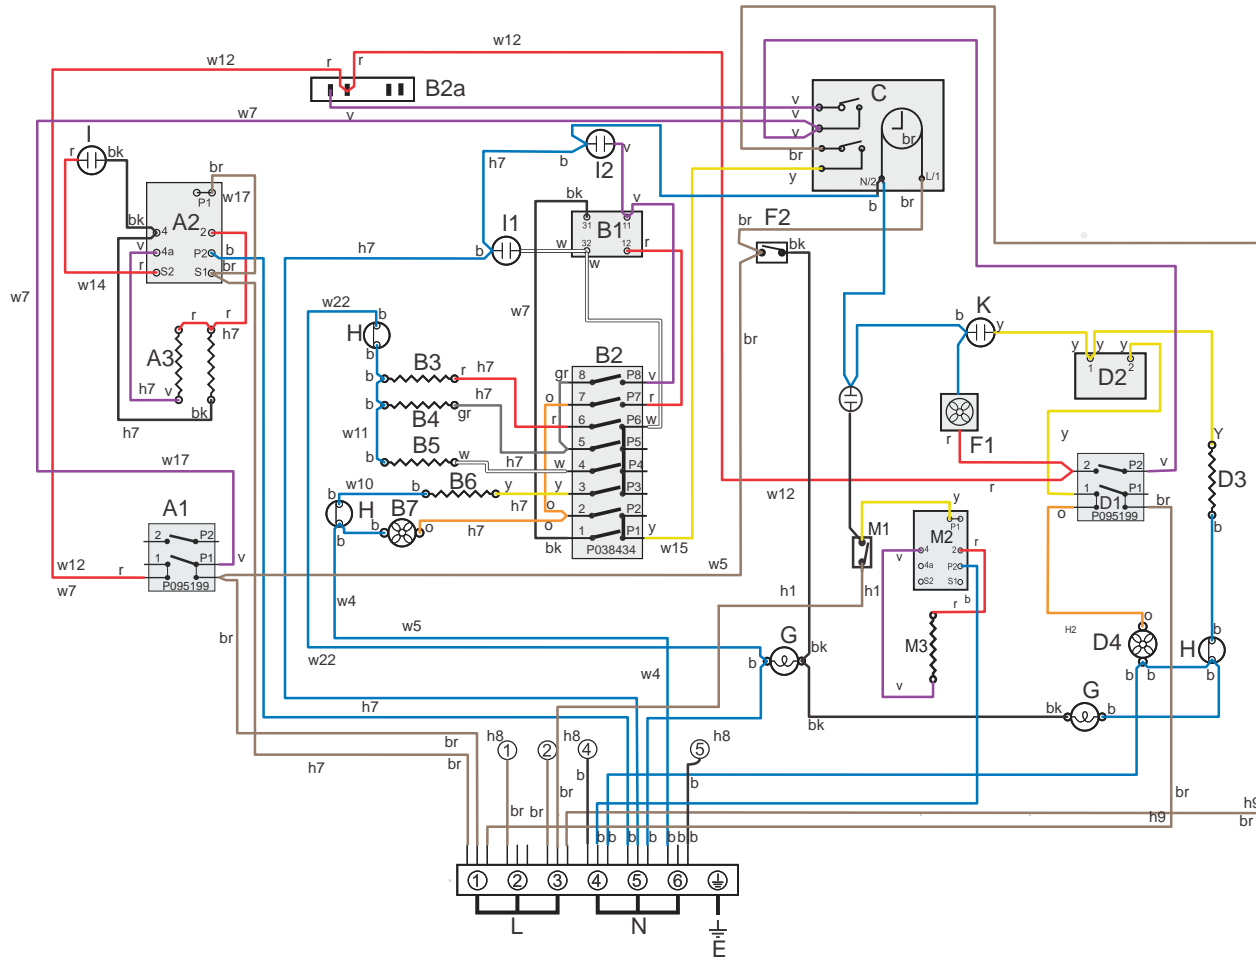 w12
w12
r
r
B2a
C
v
v
v
br
y
br
N/2
L/1
b
br
w7
v
I
r
bk
br
P1
w17
A2
bk
4
2
v
4a
P2
b
r
S2
S1
br
w14
w7
r
r
h7
A3
h7
v
bk
h7
I2
b
v
h7
bk
v
31
11
B1
32
12
w
w
r
I1
b
h7
w7
F2
br
bk
br
w22
H
b
b
b
B3
r
h7
b
B4
gr
h7
w11
B5
b
w
h7
w
w10
b
B6
y
y
H
b
B7
b
o
h7
B2
gr
8
P8
v
o
7
P7
r
r
6
P6
w
5
P5
4
P4
3
P3
o
2
P2
o
1
P1
y
bk
P038434
w15
w17
A1
2
P2
1
P1
v
w12
r
w7
P095199
br
w5
w4
w5
w22
w4
K
b
y
y
y
y
1
2
D2
F1
r
y
Y
2
P2
v
1
P1
br
D1
o
P095199
D3
b
r
w12
M1
y
P1
M2
4
2
r
v
4a
P2
S2
S1
b
h1
h1
r
M3
v
H2
o
D4
b
b
H
b
b
G
b
bk
bk
G
bk
b
h7
br
h7
br
h8
1
2
h8
4
h8
5
br
br
br
b
b
b
b
b
b
b
b
b
b
br
h9
h9
br
1
2
3
4
5
6
L
N
E